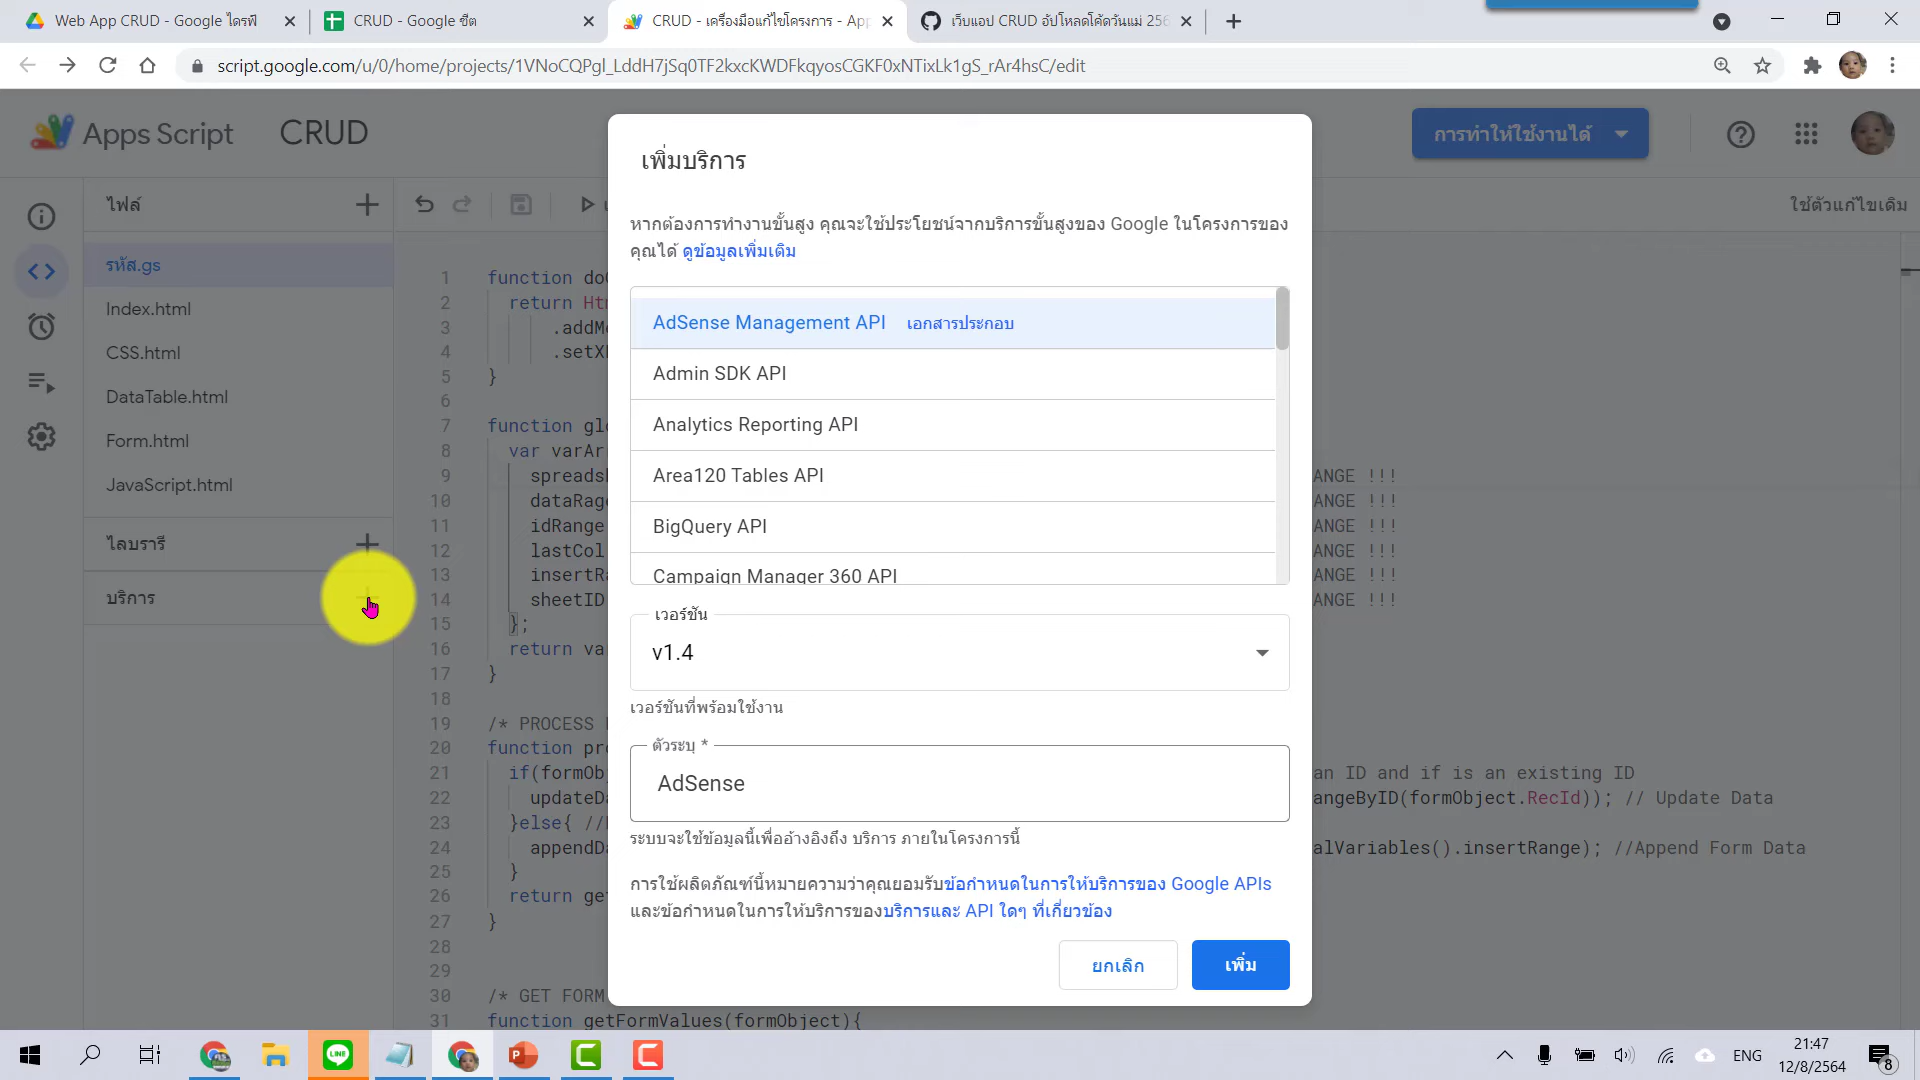 Web App CRUD - Google ไดรฟ์
CRUD - Google ชีต
CRUD - เครื่องมือแก้ไขโครงการ - App
เว็บแอป CRUD อัปโหลดโค้ดวันแม่ 256
script.google.com/u/0/home/projects/1VNoCQPgl_LddH7jSq0TF2kxcKWDFkqyosCGKF0xNTixLk1gS_rAr4hsC/edit
Apps Script
CRUD
การทำให้ใช้งานได้
ไฟล์
ใช้ตัวแก้ไขเดิม
รหัส.gs
Index.html
CSS.html
DataTable.html
Form.html
JavaScript.html
ไลบรารี
บริการ
1 function do
2 return Ht
3 .addM
4 .setX
5 }
6
7 function glo
8 var varAr
9 spreadsh ANGE !!!
10 dataRage ANGE !!!
11 idRange ANGE !!!
12 lastCol ANGE !!!
13 insertRa ANGE !!!
14 sheetID ANGE !!!
15 };
16 return va
17 }
18
19 /* PROCESS
20 function pro
21 if(formOb an ID and if is an existing ID
22 updateDa angeByID(formObject.RecId)); // Update Data
23 }else{ //
24 appendDa alVariables().insertRange); //Append Form Data
25 }
26 return ge
27 }
28
29
30 /* GET FORM
31 function getFormValues(formObject){
เพิ่มบริการ
หากต้องการทำงานขั้นสูง คุณจะใช้ประโยชน์จากบริการขั้นสูงของ Google ในโครงการของ
คุณได้ ดูข้อมูลเพิ่มเติม
AdSense Management API เอกสารประกอบ
Admin SDK API
Analytics Reporting API
Area120 Tables API
BigQuery API
Campaign Manager 360 API
เวอร์ชัน
v1.4
เวอร์ชันที่พร้อมใช้งาน
ตัวระบุ *
AdSense
ระบบจะใช้ข้อมูลนี้เพื่ออ้างอิงถึง บริการ ภายในโครงการนี้
การใช้ผลิตภัณฑ์นี้หมายความว่าคุณยอมรับข้อกำหนดในการให้บริการของ Google APIs
และข้อกำหนดในการให้บริการของบริการและ API ใดๆ ที่เกี่ยวข้อง
ยกเลิก
เพิ่ม
LINE
ENG
21:47
12/8/2564
8